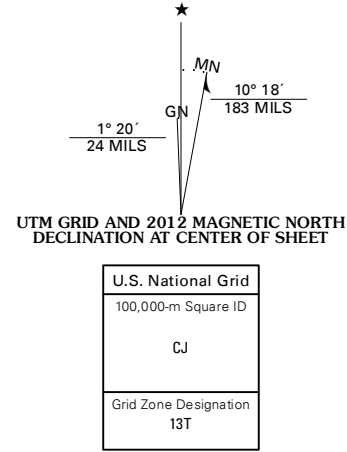 ★
MN
GN
10° 18´
183 MILS
1° 20´
24 MILS
UTM GRID AND 2012 MAGNETIC NORTH
DECLINATION AT CENTER OF SHEET
U.S. National Grid
100,000-m Square ID
CJ
Grid Zone Designation
13T